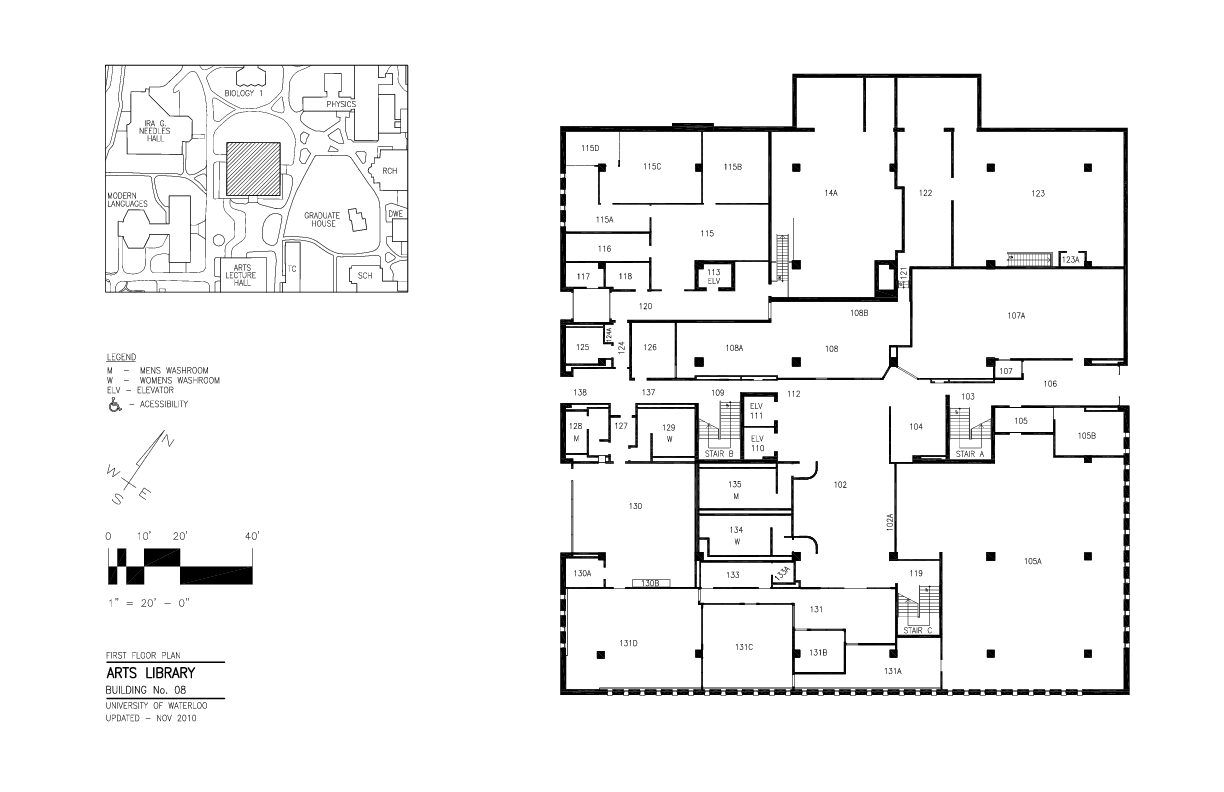 BIOLOGY 1
PHYSICS
IRA G.
NEEDLES
HALL
RCH
MODERN
LANGUAGES
GRADUATE
HOUSE
DWE
ARTS
LECTURE
HALL
TC
SCH
LEGEND
M – MENS WASHROOM
W – WOMENS WASHROOM
ELV – ELEVATOR
– ACESSIBILITY
N
W
E
S
0 10' 20' 40'
1" = 20' – 0"
FIRST FLOOR PLAN
ARTS LIBRARY
BUILDING No. 08
UNIVERSITY OF WATERLOO
UPDATED – NOV 2010
115D
115C
115B
14A
122
123
115A
115
116
117
118
113
ELV
121
123A
120
108B
107A
124A
125
124
126
108A
108
107
106
138
137
109
112
103
ELV
111
128
M
127
129
W
104
105
105B
ELV
110
STAIR B
STAIR A
135
M
102
130
102A
134
W
105A
130A
130B
133
133A
119
131
STAIR C
131D
131C
131B
131A